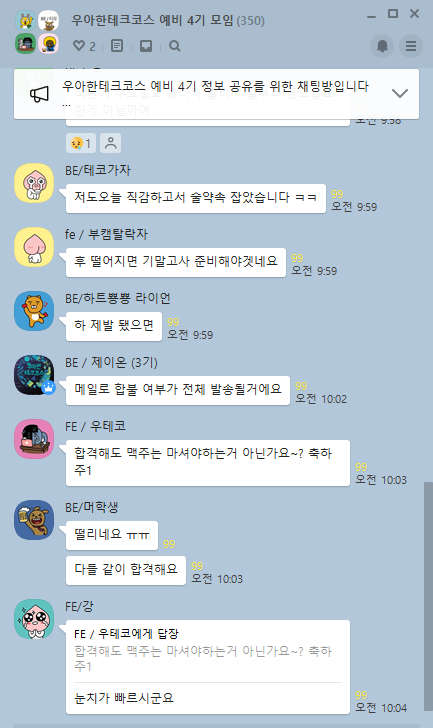 우아한테크코스 예비 4기 모임 (350)
2
우아한테크코스 예비 4기 정보 공유를 위한 채팅방입니다
...
오전 9:58
1
BE/테코가자
저도오늘 직감하고서 술약속 잡았습니다 ㅋㅋ
99
오전 9:59
fe / 부캠탈락자
후 떨어지면 기말고사 준비해야겟네요
99
오전 9:59
BE/하트뿅뿅 라이언
하 제발 됐으면
99
오전 9:59
BE / 제이온 (3기)
메일로 합불 여부가 전체 발송될거에요
99
오전 10:02
FE / 우테코
합격해도 맥주는 마셔야하는거 아닌가요~? 축하
주1
99
오전 10:03
BE/머학생
떨리네요 ㅠㅠ
99
다들 같이 합격해요
99
오전 10:03
FE/강
FE / 우테코에게 답장
합격해도 맥주는 마셔야하는거 아닌가요~? 축하
주1
눈치가 빠르시군요
99
오전 10:04